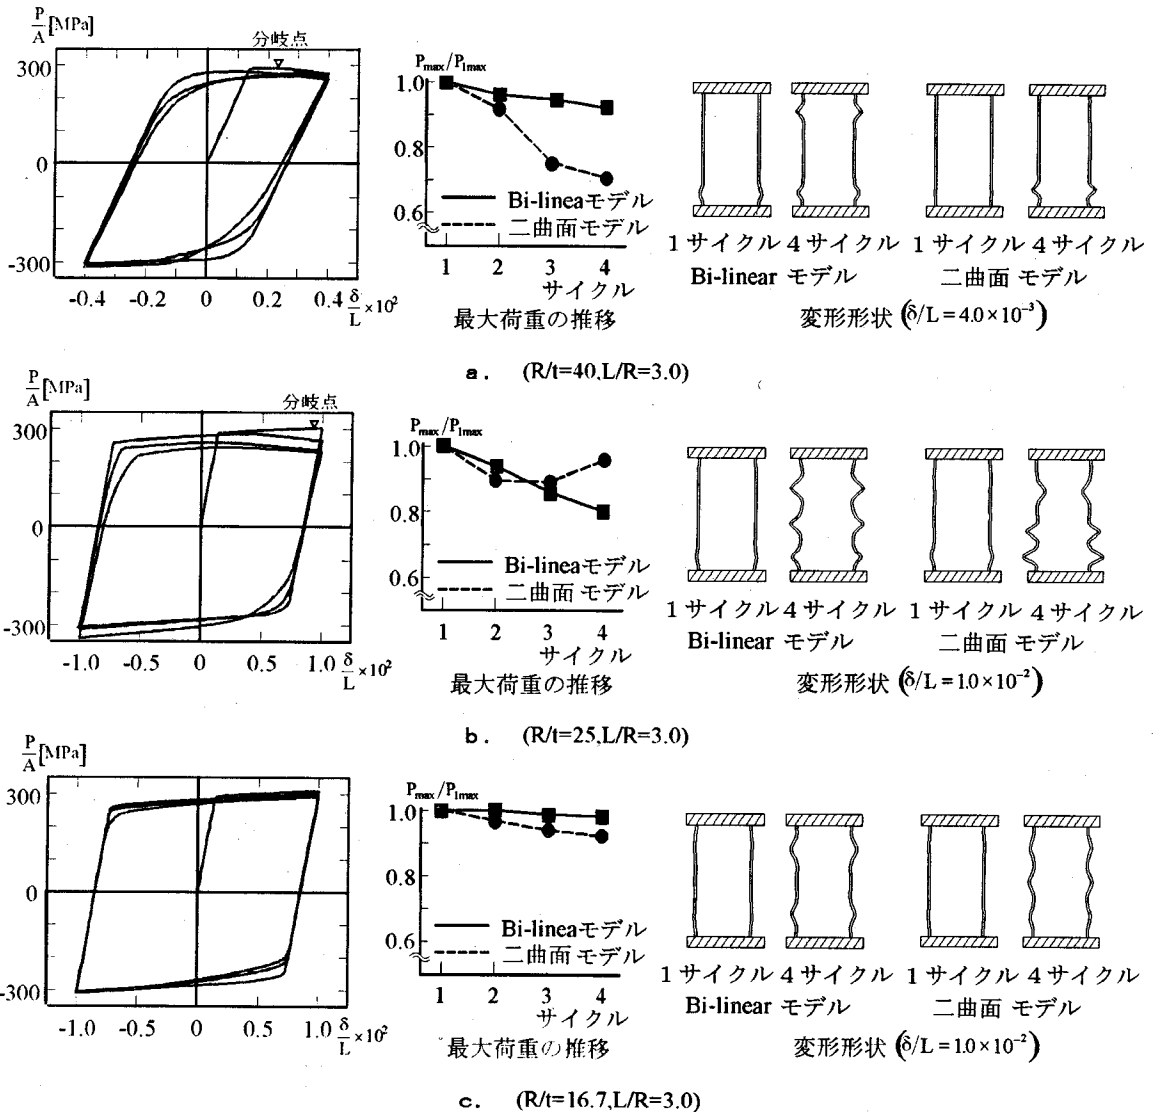 P/A [MPa]
分岐点
300
0
-300
-0.4 -0.2 0 0.2 0.4 δ/L ×10²
Pmax/P1max
1.0
0.8
0.6
Bi-lineaモデル
二曲面モデル
1 2 3 4
サイクル
最大荷重の推移
1サイクル 4サイクル 1サイクル 4サイクル
Bi-linear モデル 二曲面 モデル
変形形状 (δ/L = 4.0 × 10⁻³)
a. (R/t=40,L/R=3.0)
P/A [MPa]
分岐点
300
0
-300
-1.0 -0.5 0 0.5 1.0 δ/L ×10²
Pmax/P1max
1.0
0.8
0.6
Bi-lineaモデル
二曲面 モデル
1 2 3 4
サイクル
最大荷重の推移
1サイクル 4サイクル 1サイクル 4サイクル
Bi-linear モデル 二曲面 モデル
変形形状 (δ/L = 1.0 × 10⁻²)
b. (R/t=25,L/R=3.0)
P/A [MPa]
300
0
-300
-1.0 -0.5 0 0.5 1.0 δ/L ×10²
Pmax/P1max
1.0
0.8
0.6
Bi-lineaモデル
二曲面 モデル
1 2 3 4
サイクル
最大荷重の推移
1サイクル 4サイクル 1サイクル 4サイクル
Bi-linear モデル 二曲面 モデル
変形形状 (δ/L = 1.0 × 10⁻²)
c. (R/t=16.7,L/R=3.0)